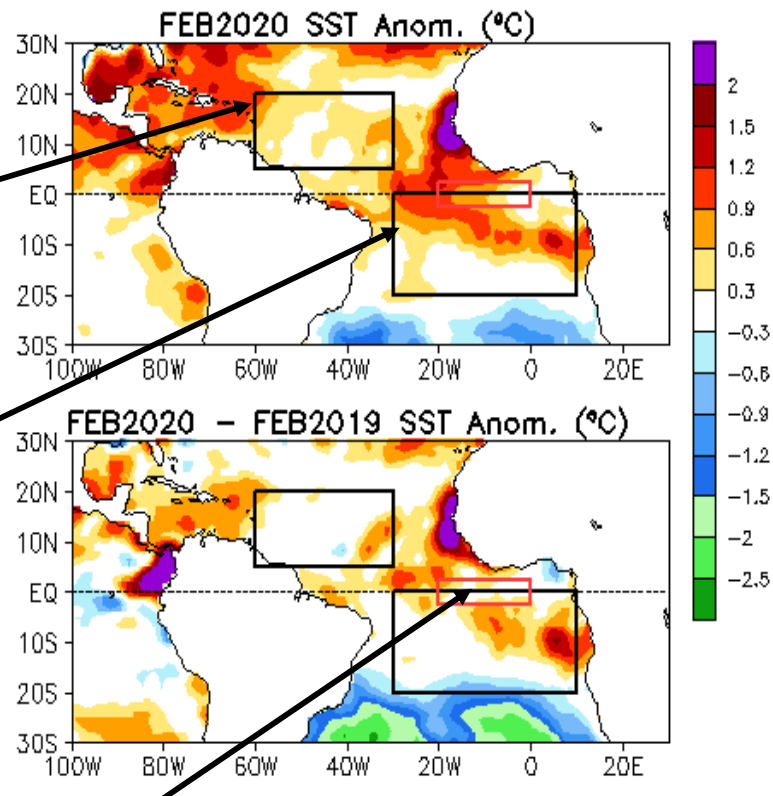 FEB2020 SST Anom. (ºC)
30N
20N
10N
EQ
10S
20S
30S
100W 80W 60W 40W 20W 0 20E
FEB2020 - FEB2019 SST Anom. (ºC)
30N
20N
10N
EQ
10S
20S
30S
100W 80W 60W 40W 20W 0 20E
2
1.5
1.2
0.9
0.6
0.3
-0.3
-0.6
-0.9
-1.2
-1.5
-2
-2.5